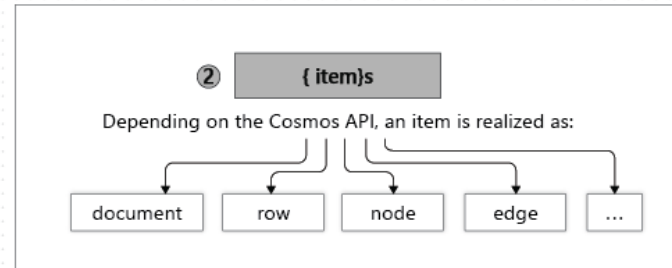 2
{ item}s
Depending on the Cosmos API, an item is realized as:
document row node edge ...